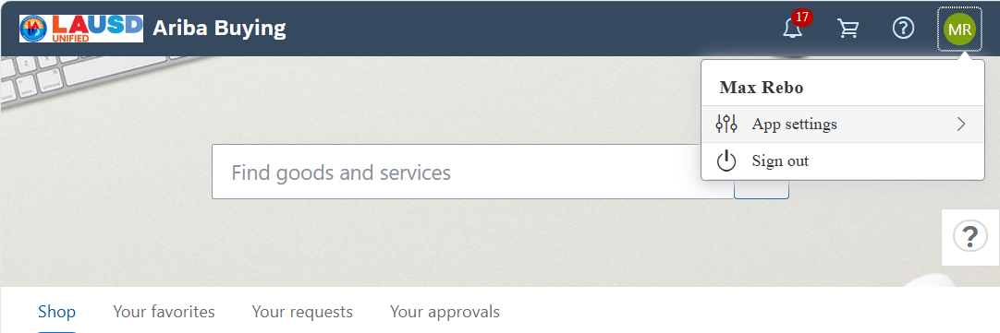 LAUSD
UNIFIED
Ariba Buying
17
MR
Max Rebo
App settings
Sign out
Find goods and services
?
Shop Your favorites Your requests Your approvals